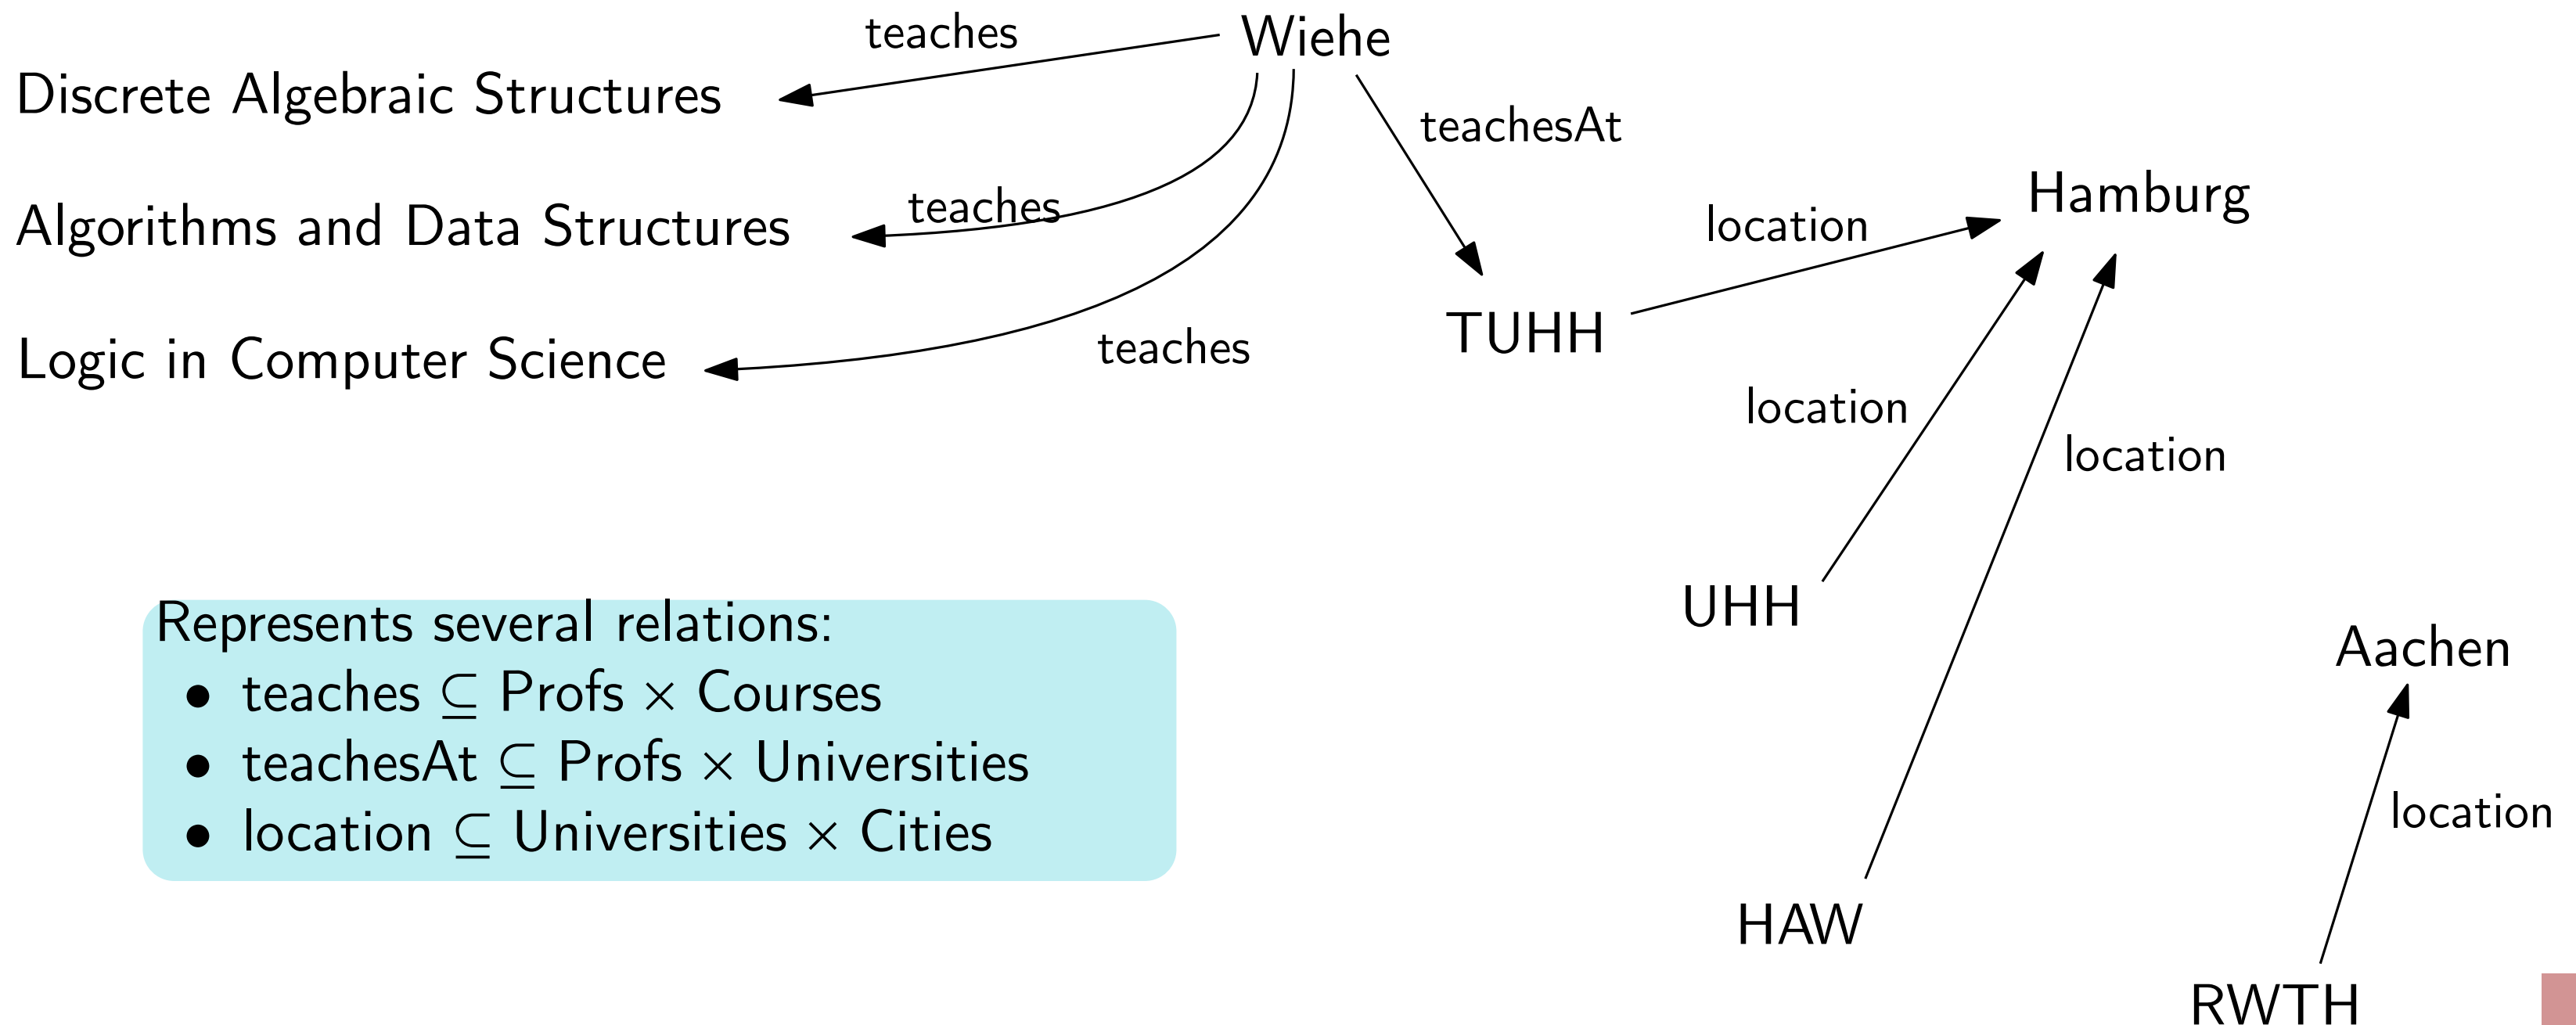 teaches
Wiehe
Discrete Algebraic Structures
teachesAt
Hamburg
teaches
Algorithms and Data Structures
location
TUHH
teaches
Logic in Computer Science
location
location
UHH
Represents several relations:
• teaches ⊆ Profs × Courses
• teachesAt ⊆ Profs × Universities
• location ⊆ Universities × Cities
Aachen
location
HAW
RWTH